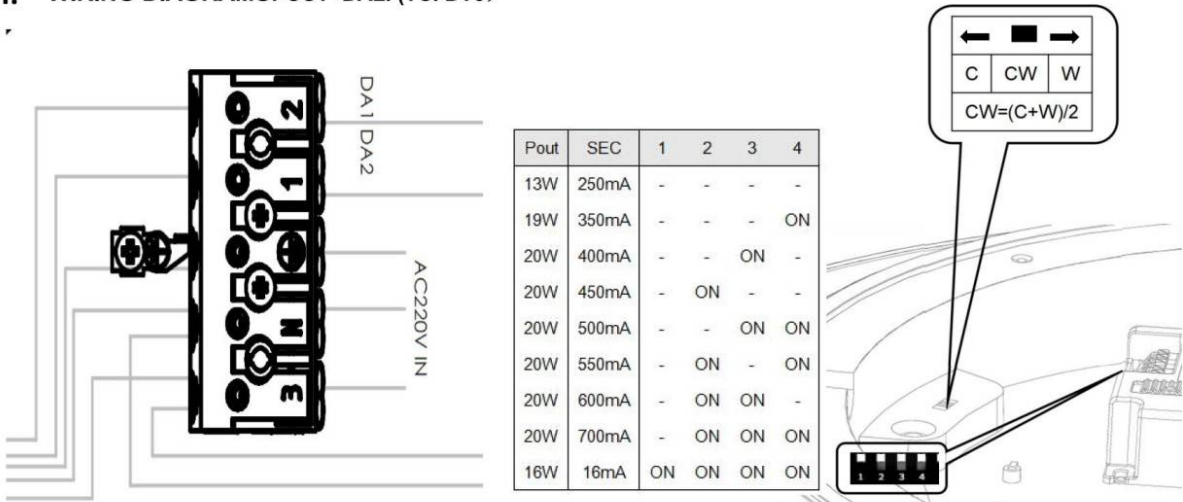 DA1 DA2
2
1
N
3
AC220V IN
Pout SEC 1 2 3 4
13W 250mA - - - -
19W 350mA - - - ON
20W 400mA - - ON -
20W 450mA - ON - -
20W 500mA - - ON ON
20W 550mA - ON - ON
20W 600mA - ON ON -
20W 700mA - ON ON ON
16W 16mA ON ON ON ON
C CW W
CW=(C+W)/2
1 2 3 4